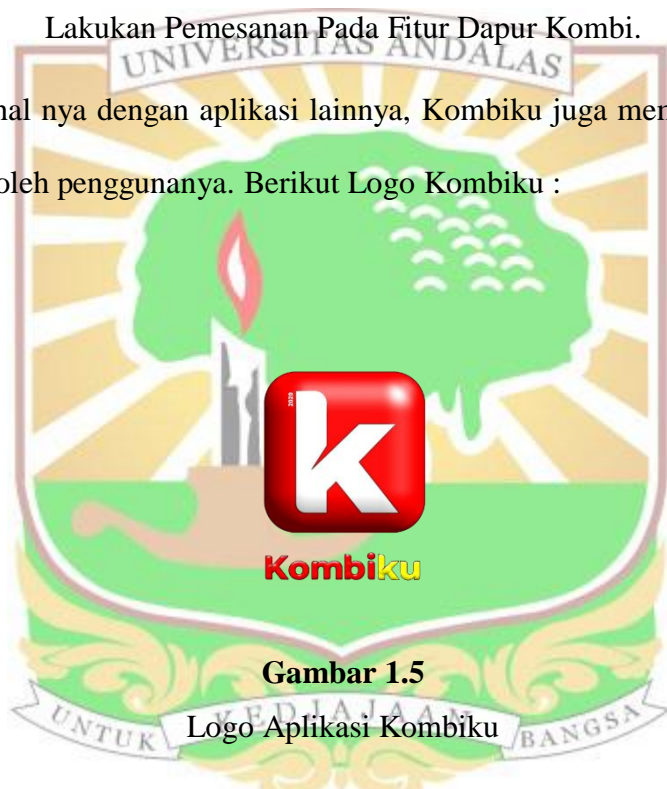 Lakukan Pemesanan Pada Fitur Dapur Kombi.
UNIVERSITAS ANDALAS
nal nya dengan aplikasi lainnya, Kombiku juga mer
oleh penggunanya. Berikut Logo Kombiku :
2020
k
Kombiku
Gambar 1.5
UNTUK KEDJAJAAN BANGSA
Logo Aplikasi Kombiku